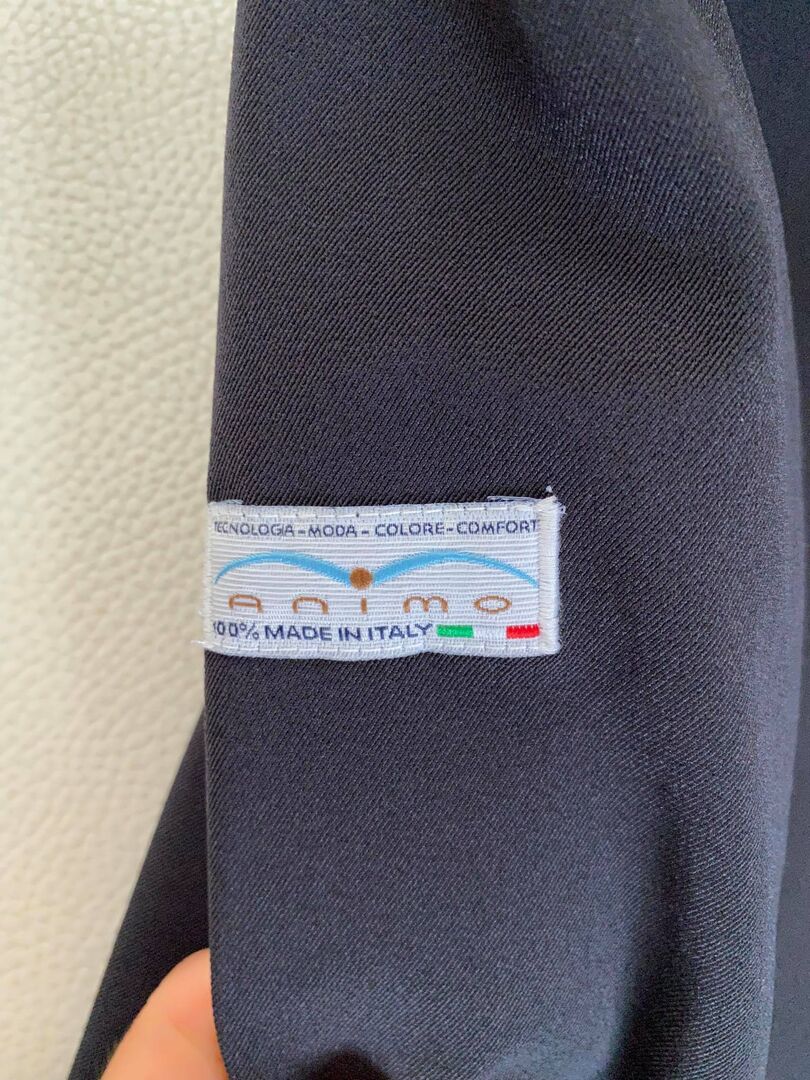 TECNOLOGIA-MODA-COLORE-COMFORT
Animo
100% MADE IN ITALY